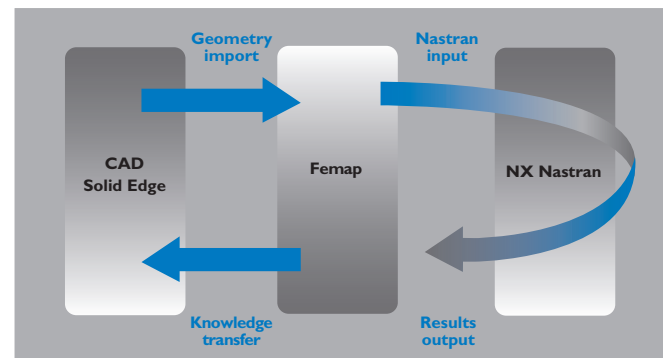 Geometry
import
Nastran
input
CAD
Solid Edge
Femap
NX Nastran
Knowledge
transfer
Results
output